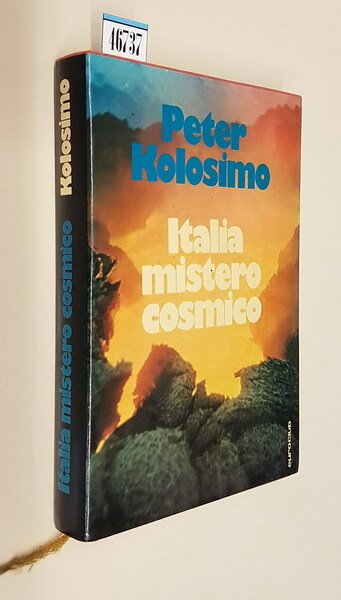 46737
Peter
Kolosimo
Italia
mistero
cosmico
euroclub
Italia mistero cosmico Kolosimo